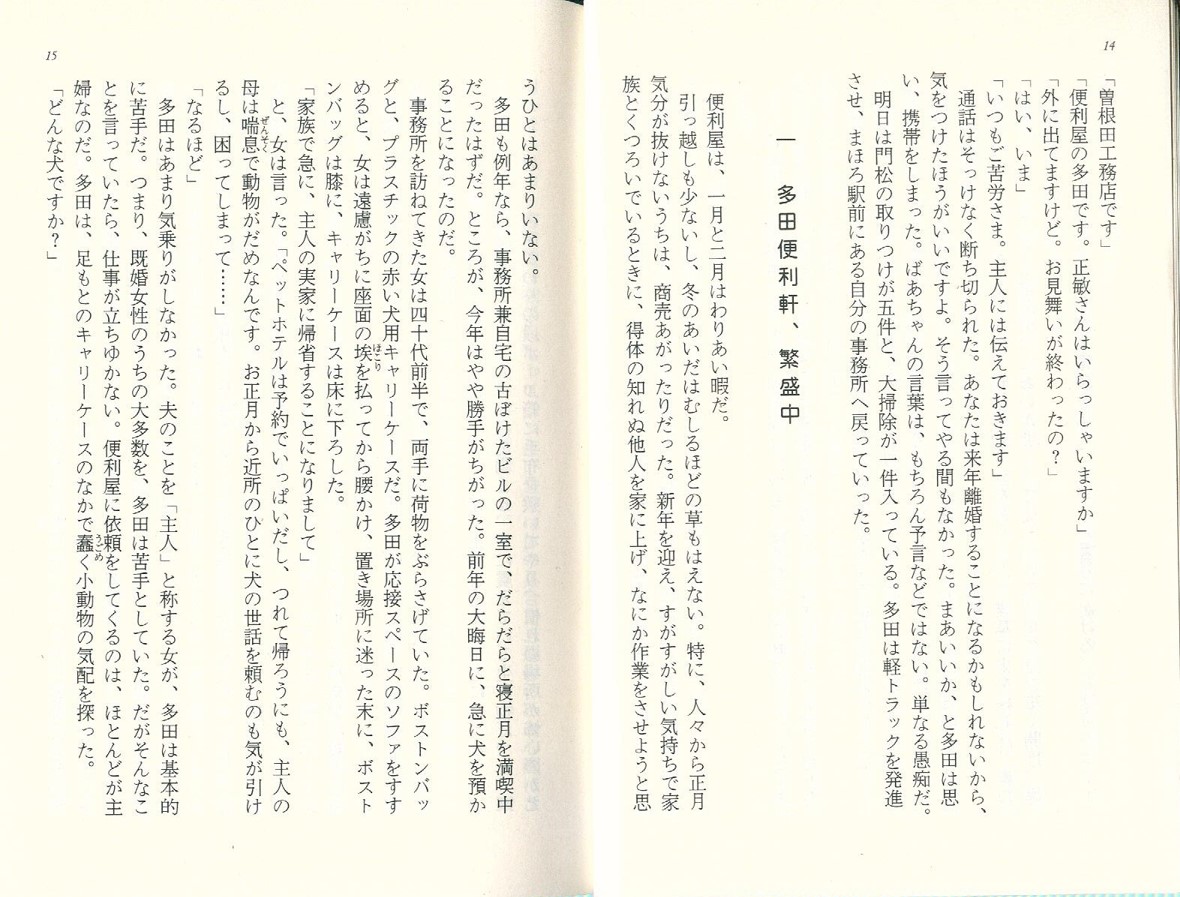 14
「曽根田工務店です」
「便利屋の多田です。正敏さんはいらっしゃいますか」
「外に出てますけど。お見舞いが終わったの？」
「はい、いま」
「いつもご苦労さま。主人には伝えておきます」
通話はそっけなく断ち切られた。あなたは来年離婚することになるかもしれないから、
気をつけたほうがいいですよ。そう言ってやる間もなかった。まあいいか、と多田は思
い、携帯をしまった。ばあちゃんの言葉は、もちろん予言などではない。単なる愚痴だ。
明日は門松の取りつけが五件と、大掃除が一件入っている。多田は軽トラックを発進
させ、まほろ駅前にある自分の事務所へ戻っていった。
一　多田便利軒、繁盛中
便利屋は、一月と二月はわりあい暇だ。
引っ越しも少ないし、冬のあいだはむしるほどの草もはえない。特に、人々から正月
気分が抜けないうちは、商売あがったりだった。新年を迎え、すがすがしい気持ちで家
族とくつろいでいるときに、得体の知れぬ他人を家に上げ、なにか作業をさせようと思
15
うひとはあまりいない。
多田も例年なら、事務所兼自宅の古ぼけたビルの一室で、だらだらと寝正月を満喫中
だったはずだ。ところが、今年はやや勝手がちがった。前年の大晦日に、急に犬を預か
ることになったのだ。
事務所を訪ねてきた女は四十代前半で、両手に荷物をぶらさげていた。ボストンバッ
グと、プラスチックの赤い犬用キャリーケースだ。多田が応接スペースのソファをすす
めると、女は遠慮がちに座面の埃ほこりを払ってから腰かけ、置き場所に迷った末に、ボスト
ンバッグは膝に、キャリーケースは床に下ろした。
「家族で急に、主人の実家に帰省することになりまして」
と、女は言った。「ペットホテルは予約でいっぱいだし、つれて帰ろうにも、主人の
母は喘息ぜんそくで動物がだめなんです。お正月から近所のひとに犬の世話を頼むのも気が引け
るし、困ってしまって……」
「なるほど」
多田はあまり気乗りがしなかった。夫のことを「主人」と称する女が、多田は基本的
に苦手だ。つまり、既婚女性のうちの大多数を、多田は苦手としていた。だがそんなこ
とを言っていたら、仕事が立ちゆかない。便利屋に依頼をしてくるのは、ほとんどが主
婦なのだ。多田は、足もとのキャリーケースのなかで蠢うごめく小動物の気配を探った。
「どんな犬ですか？」